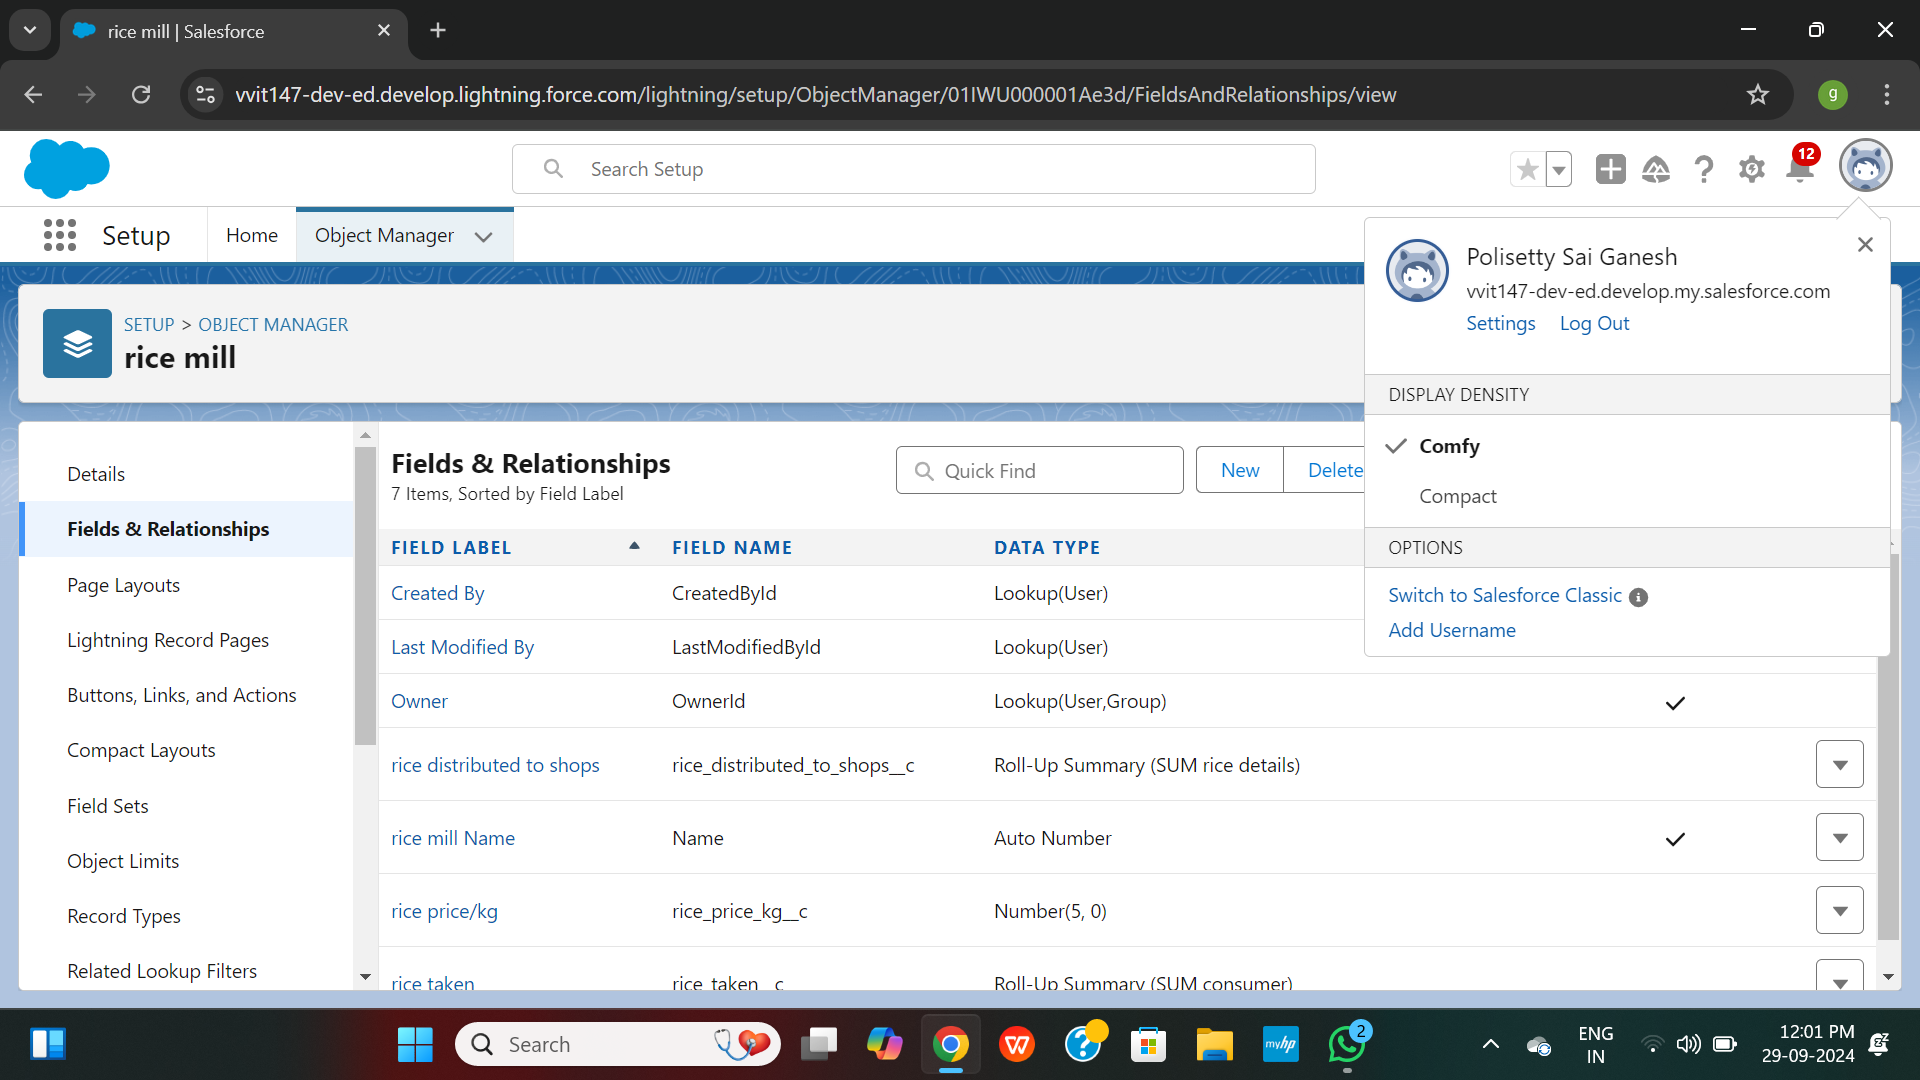 rice mill | Salesforce
vvit147-dev-ed.develop.lightning.force.com/lightning/setup/ObjectManager/01IWU000001Ae3d/FieldsAndRelationships/view
g
Search Setup
12
Setup
Home
Object Manager
Polisetty Sai Ganesh
vvit147-dev-ed.develop.my.salesforce.com
Settings Log Out
SETUP > OBJECT MANAGER
rice mill
DISPLAY DENSITY
Comfy
Compact
OPTIONS
Switch to Salesforce Classic
Add Username
Details
Fields & Relationships
Page Layouts
Lightning Record Pages
Buttons, Links, and Actions
Compact Layouts
Field Sets
Object Limits
Record Types
Related Lookup Filters
Fields & Relationships
7 Items, Sorted by Field Label
Quick Find
New
Delete
FIELD LABEL FIELD NAME DATA TYPE
Created By CreatedById Lookup(User)
Last Modified By LastModifiedById Lookup(User)
Owner OwnerId Lookup(User,Group)
rice distributed to shops rice_distributed_to_shops__c Roll-Up Summary (SUM rice details)
rice mill Name Name Auto Number
rice price/kg rice_price_kg__c Number(5, 0)
rice taken rice_taken__c Roll-Up Summary (SUM consumer)
Search
myhp
2
ENG
IN
12:01 PM
29-09-2024